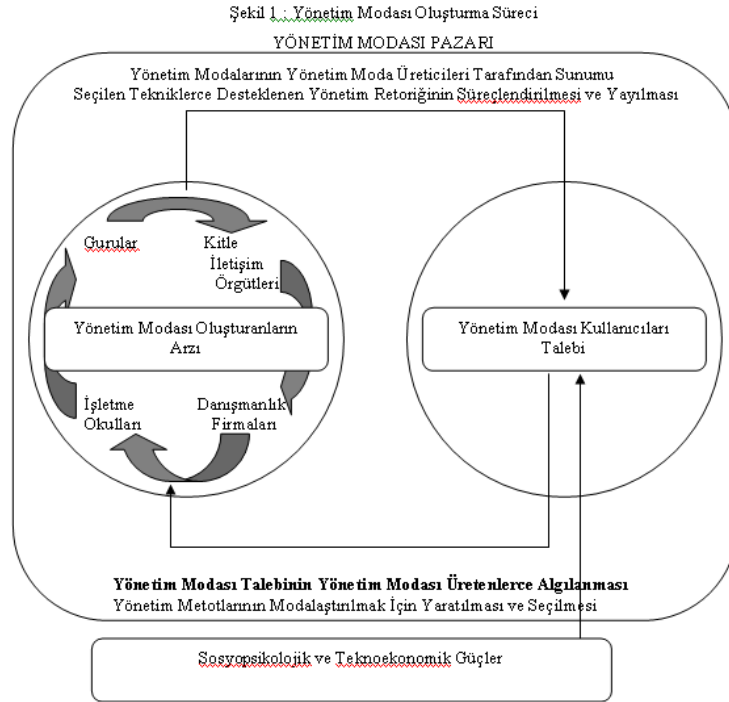 Şekil 1 : Yönetim Modası Oluşturma Süreci
YÖNETİM MODASI PAZARI
Yönetim Modalarının Yönetim Moda Üreticileri Tarafından Sunumu
Seçilen Tekniklerce Desteklenen Yönetim Retoriğinin Süreçlendirilmesi ve Yayılması
Gurular
Kitle
İletişim
Örgütleri
Yönetim Modası Oluşturanların
Arzı
İşletme
Okulları
Danışmanlık
Firmaları
Yönetim Modası Kullanıcıları
Talebi
Yönetim Modası Talebinin Yönetim Modası Üretenlerce Algılanması
Yönetim Metotlarının Modalaştırılmak İçin Yaratılması ve Seçilmesi
Sosyopsikolojik ve Teknoekonomik Güçler